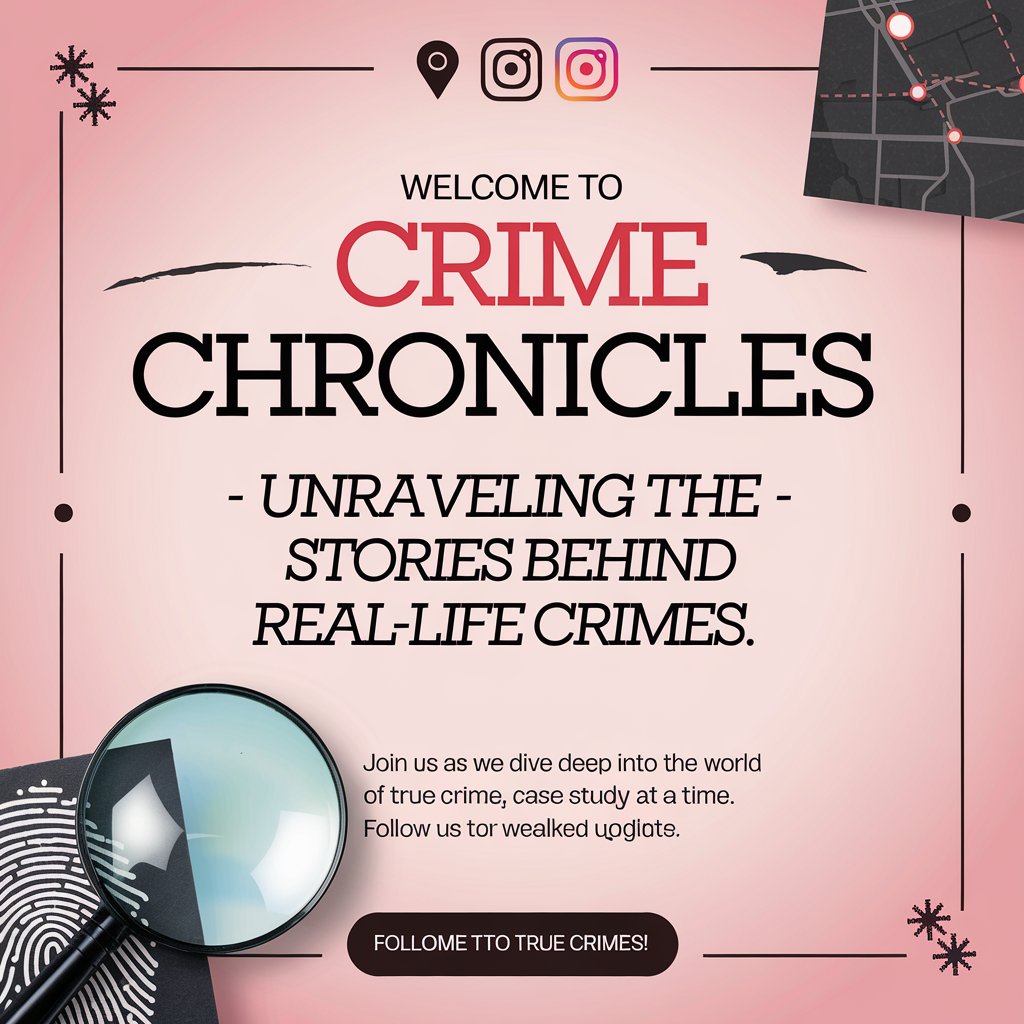 WELCOME TO
CRIME
CHRONICLES
- UNRAVELING THE -
STORIES BEHIND
REAL-LIFE CRIMES.
Join us as we dive deep into the world
of true crime, case study at a time.
Follow us tor wealked
FOLLOME TTO TRUE CRIMES!